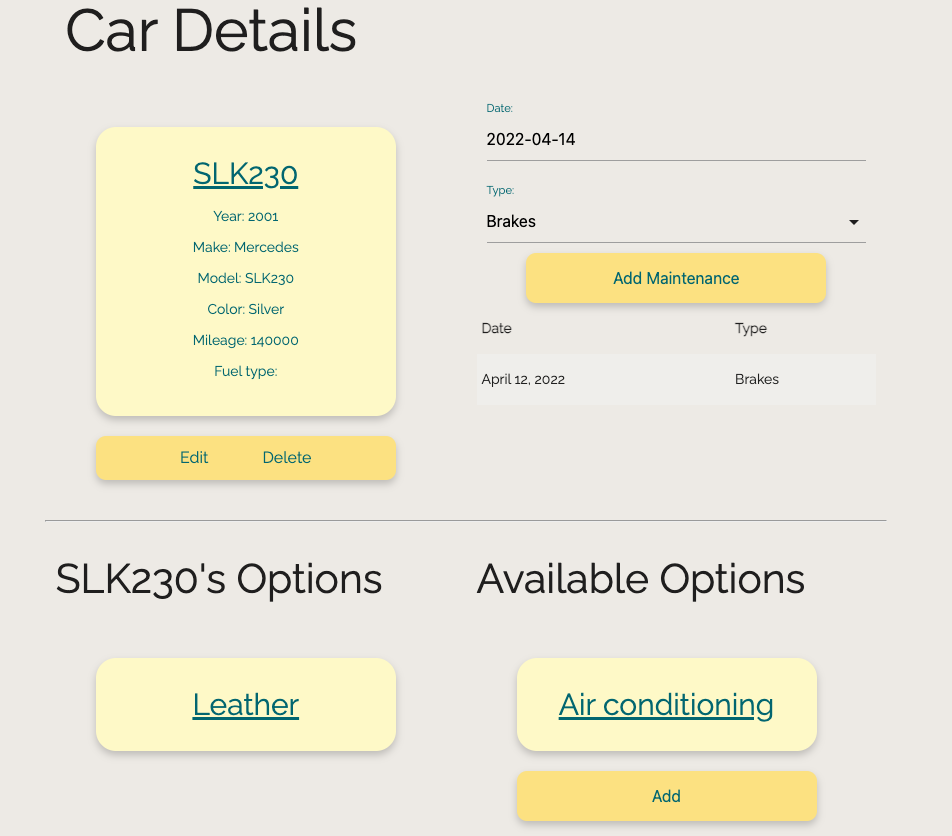 Car Details
SLK230
Year: 2001
Make: Mercedes
Model: SLK230
Color: Silver
Mileage: 140000
Fuel type:
Edit Delete
Date:
2022-04-14
Type:
Brakes
Add Maintenance
Date Type
April 12, 2022 Brakes
SLK230's Options
Leather
Available Options
Air conditioning
Add